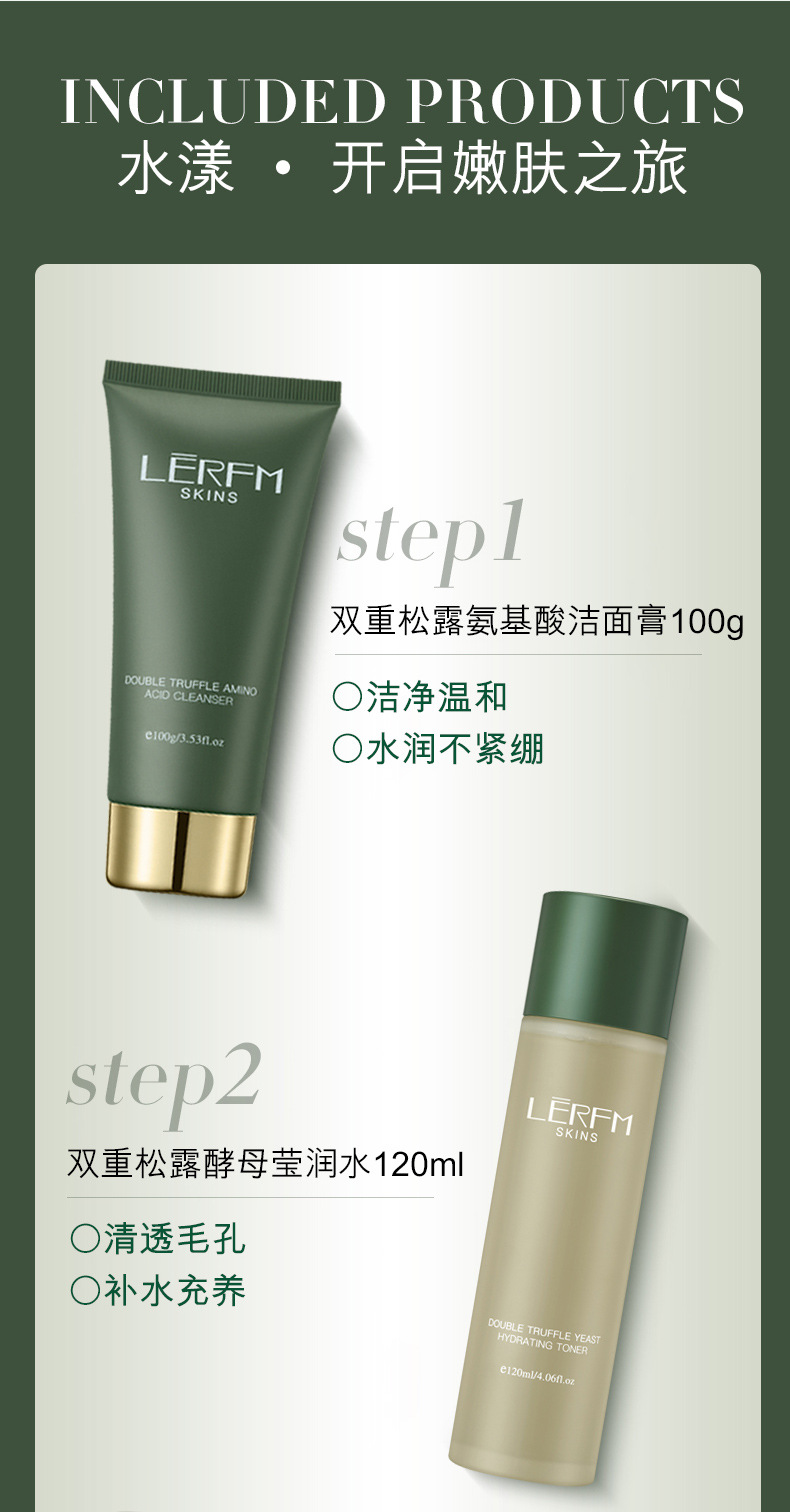 INCLUDED PRODUCTS
水漾 • 开启嫩肤之旅
LĒRFM
SKINS
DOUBLE TRUFFLE AMINO
ACID CLEANSER
e100g/3.53fl.oz
step1
双重松露氨基酸洁面膏100g
○洁净温和
○水润不紧绷
step2
双重松露酵母莹润水120ml
○清透毛孔
○补水充养
LĒRFM
SKINS
DOUBLE TRUFFLE YEAST
HYDRATING TONER
e120ml/4.06fl.oz